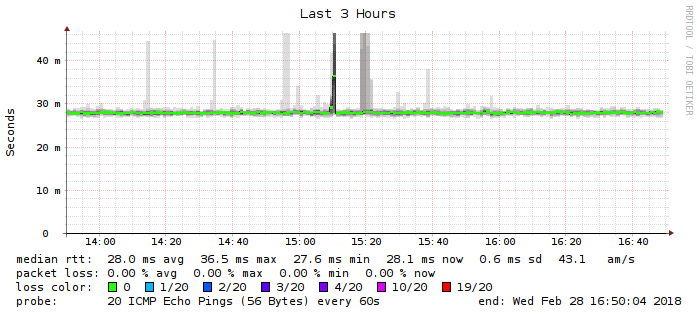 Last 3 Hours
RRDTOOL / TOBI OETIKER
Seconds
40 m
30 m
20 m
10 m
0
14:00 14:20 14:40 15:00 15:20 15:40 16:00 16:20 16:40
median rtt: 28.0 ms avg 36.5 ms max 27.6 ms min 28.1 ms now 0.6 ms sd 43.1 am/s
packet loss: 0.00 % avg 0.00 % max 0.00 % min 0.00 % now
loss color: 0 1/20 2/20 3/20 4/20 10/20 19/20
probe: 20 ICMP Echo Pings (56 Bytes) every 60s end: Wed Feb 28 16:50:04 2018